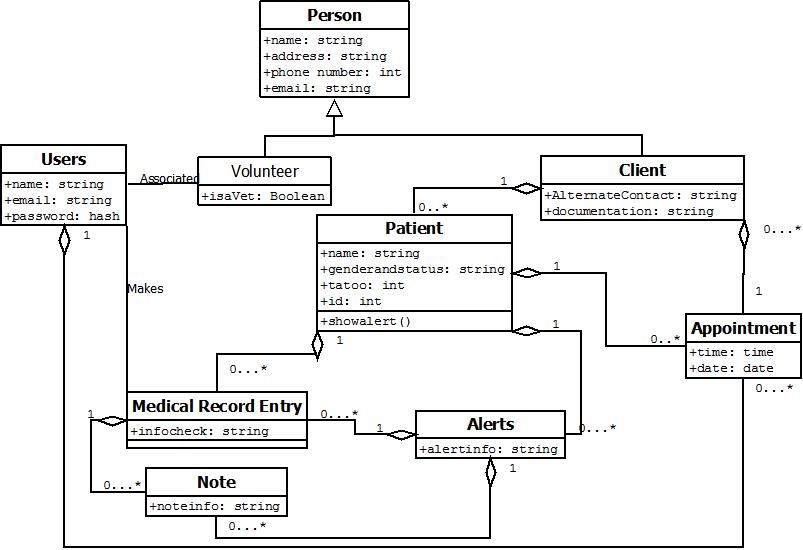 Person
+name: string
+address: string
+phone number: int
+email: string
Users
+name: string
+email: string
+password: hash
Associated
Volunteer
+isaVet: Boolean
Client
+AlternateContact: string
+documentation: string
1
0..*
1
0...*
Patient
+name: string
+genderandstatus: string
+tatoo: int
+id: int
+showalert()
1
1
1
0...*
Makes
1
0..*
Appointment
+time: time
+date: date
0...*
0...*
Medical Record Entry
+infocheck: string
1
0...*
1
Alerts
+alertinfo: string
0...*
1
0...*
Note
+noteinfo: string
0...*